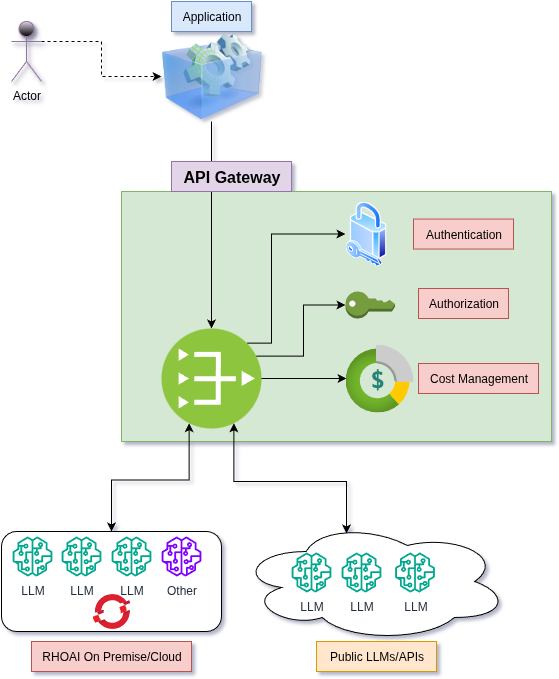 Application
Actor
API Gateway
Authentication
Authorization
$
Cost Management
LLM LLM LLM Other
LLM LLM LLM
RHOAI On Premise/Cloud
Public LLMs/APIs